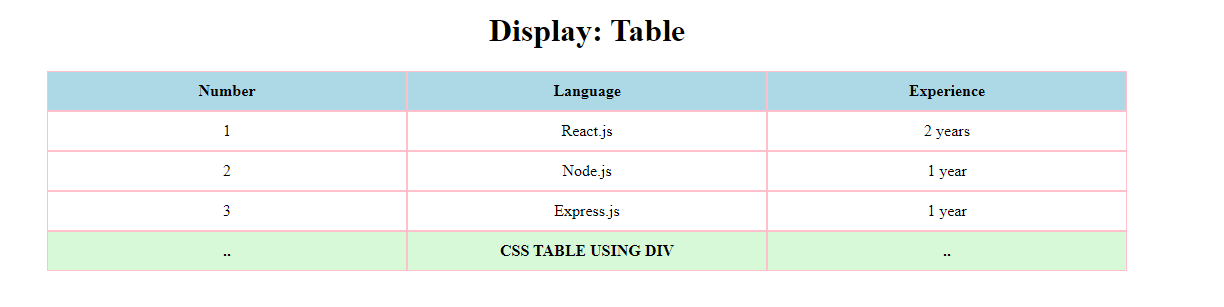 Display: Table
Number Language Experience
1 React.js 2 years
2 Node.js 1 year
3 Express.js 1 year
.. CSS TABLE USING DIV ..